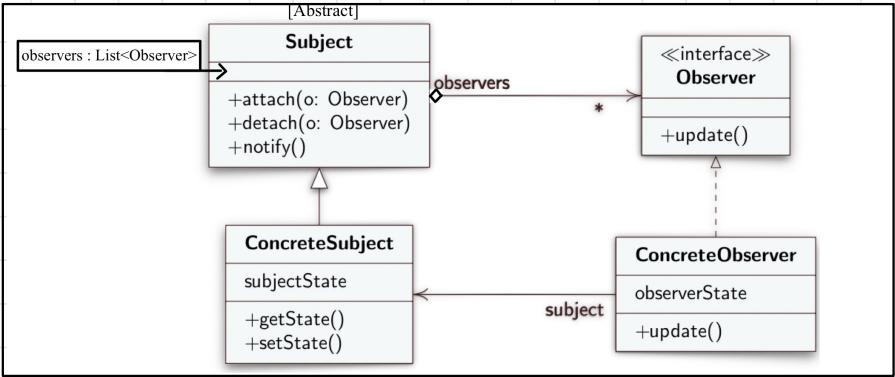 [Abstract]
observers : List<Observer>
Subject
+attach(o: Observer)
+detach(o: Observer)
+notify()
observers
*
≪interface≫
Observer
+update()
ConcreteSubject
subjectState
+getState()
+setState()
subject
ConcreteObserver
observerState
+update()